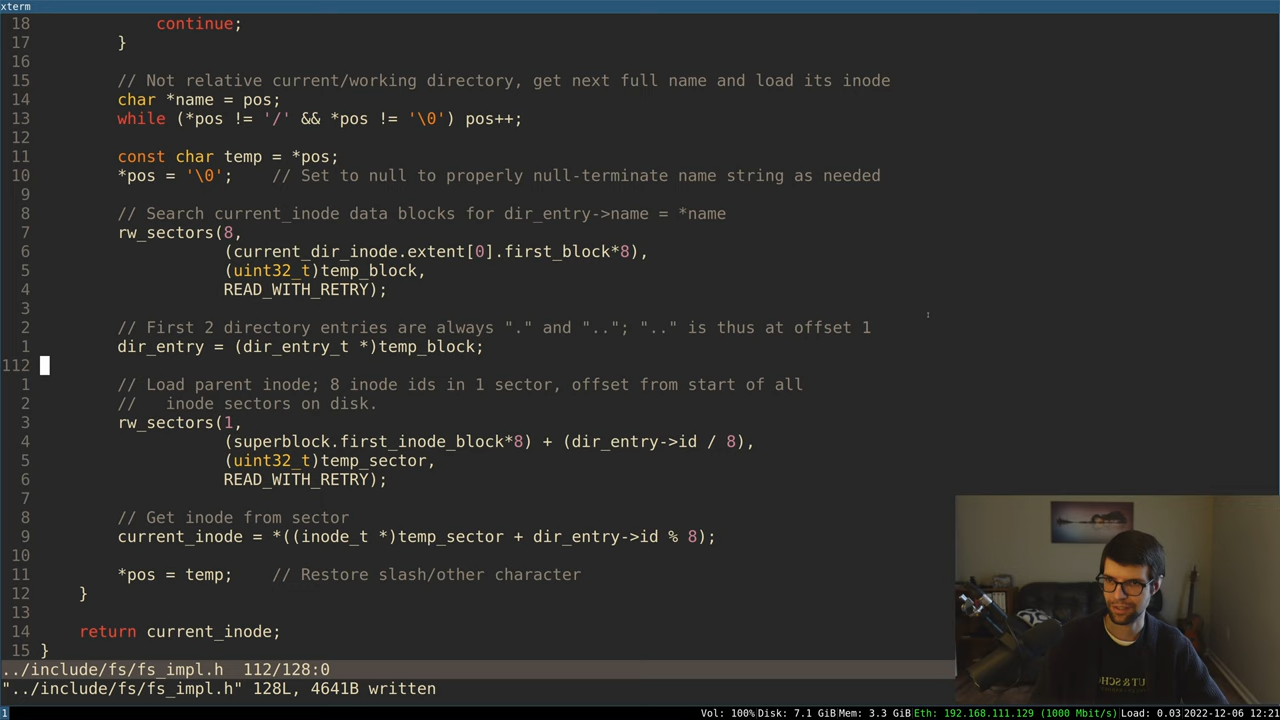 xterm
18 continue;
17 }
16
15 // Not relative current/working directory, get next full name and load its inode
14 char *name = pos;
13 while (*pos != '/' && *pos != '\0') pos++;
12
11 const char temp = *pos;
10 *pos = '\0'; // Set to null to properly null-terminate name string as needed
9
8 // Search current_inode data blocks for dir_entry->name = *name
7 rw_sectors(8,
6 (current_dir_inode.extent[0].first_block*8),
5 (uint32_t)temp_block,
4 READ_WITH_RETRY);
3
2 // First 2 directory entries are always "." and ".."; ".." is thus at offset 1
1 dir_entry = (dir_entry_t *)temp_block;
112
1 // Load parent inode; 8 inode ids in 1 sector, offset from start of all
2 // inode sectors on disk.
3 rw_sectors(1,
4 (superblock.first_inode_block*8) + (dir_entry->id / 8),
5 (uint32_t)temp_sector,
6 READ_WITH_RETRY);
7
8 // Get inode from sector
9 current_inode = *((inode_t *)temp_sector + dir_entry->id % 8);
10
11 *pos = temp; // Restore slash/other character
12 }
13
14 return current_inode;
15 }
../include/fs/fs_impl.h 112/128:0
"../include/fs/fs_impl.h" 128L, 4641B written
1 Vol: 100% Disk: 7.1 GiB Mem: 3.3 GiB Eth: 192.168.111.129 (1000 Mbit/s) Load: 0.03 2022-12-06 12:21